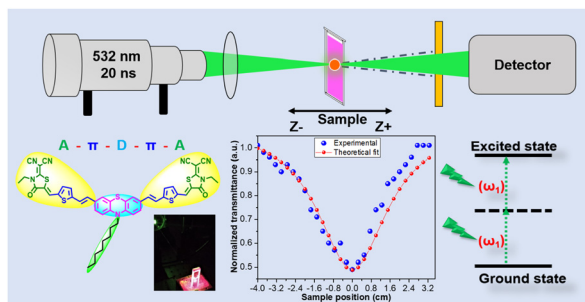 532 nm
20 ns
Detector
Sample
Z-
Z+
A - π - D - π - A
CN
CN
NC
CN
N
S
O
S
S
N
S
O
S
N
Normalized transmittance (a.u.)
1.0
0.9
0.8
0.7
0.6
0.5
Experimental
Theoretical fit
-4.0
-3.2
-2.4
-1.6
-0.8
0.0
0.8
1.6
2.4
3.2
Sample position (cm)
Excited state
(ω1)
(ω1)
Ground state